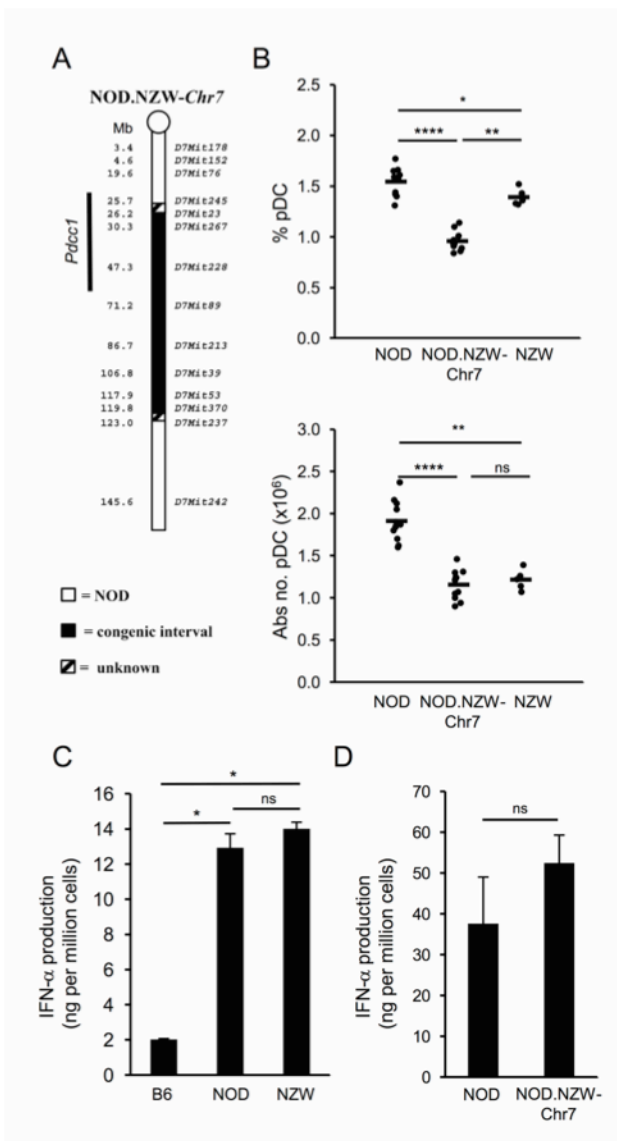 A
NOD.NZW-Chr7
Mb
3.4 D7Mit178
4.6 D7Mit152
19.6 D7Mit76
25.7 D7Mit245
26.2 D7Mit23
30.3 D7Mit267
Pdcc1
47.3 D7Mit228
71.2 D7Mit89
86.7 D7Mit213
106.8 D7Mit39
117.9 D7Mit53
119.8 D7Mit370
123.0 D7Mit237
145.6 D7Mit242
= NOD
= congenic interval
= unknown
B
2.5
2.0
1.5
1.0
0.5
0.0
% pDC
*
**** **
NOD NOD.NZW- NZW
Chr7
3.0
2.5
2.0
1.5
1.0
0.5
0.0
Abs no. pDC (x10⁶)
**
**** ns
NOD NOD.NZW- NZW
Chr7
C
16
14
12
10
8
6
4
2
0
IFN-α production
(ng per million cells)
*
* ns
B6 NOD NZW
D
70
60
50
40
30
20
10
0
IFN-α production
(ng per million cells)
ns
NOD NOD.NZW-
Chr7